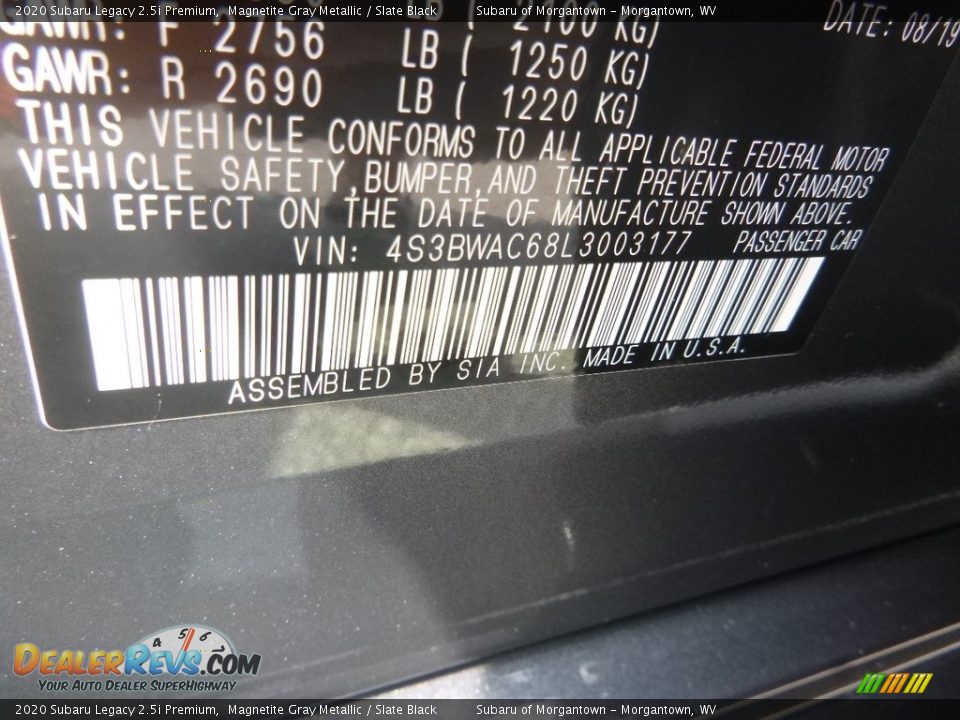 2020 Subaru Legacy 2.5i Premium, Magnetite Gray Metallic / Slate Black Subaru of Morgantown - Morgantown, WV
DATE: 08/19
GAWR: F 2756 LB ( 1250 KG)
GAWR: R 2690 LB ( 1220 KG)
THIS VEHICLE CONFORMS TO ALL APPLICABLE FEDERAL MOTOR
VEHICLE SAFETY, BUMPER, AND THEFT PREVENTION STANDARDS
IN EFFECT ON THE DATE OF MANUFACTURE SHOWN ABOVE.
VIN: 4S3BWAC68L3003177 PASSENGER CAR
ASSEMBLED BY SIA INC. MADE IN U.S.A.
4 5 6
DEALERREVS.COM
YOUR AUTO DEALER SUPERHIGHWAY
2020 Subaru Legacy 2.5i Premium, Magnetite Gray Metallic / Slate Black Subaru of Morgantown - Morgantown, WV